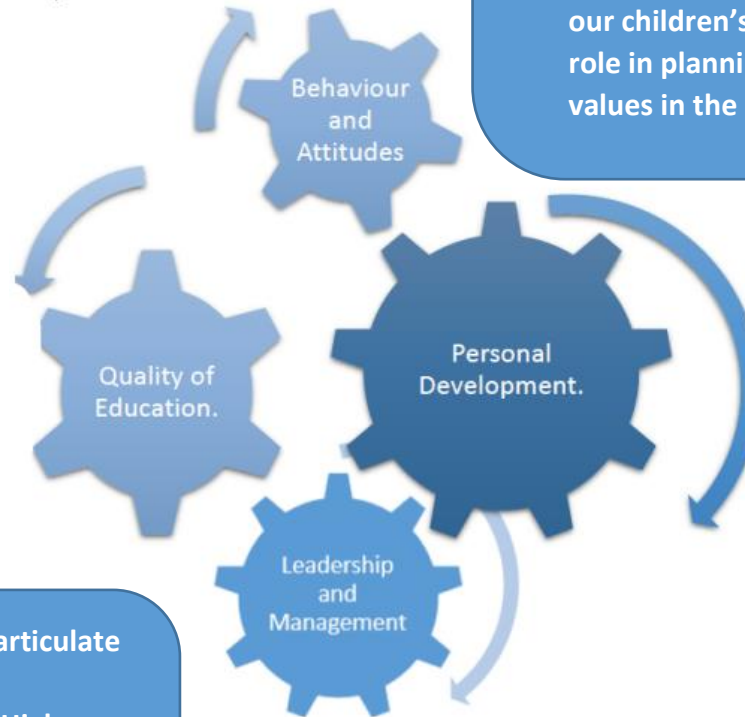 our children's
role in
values in the
Behaviour
and
Attitudes
Quality of
Education.
Personal
Development.
Leadership
and
Management
articulate